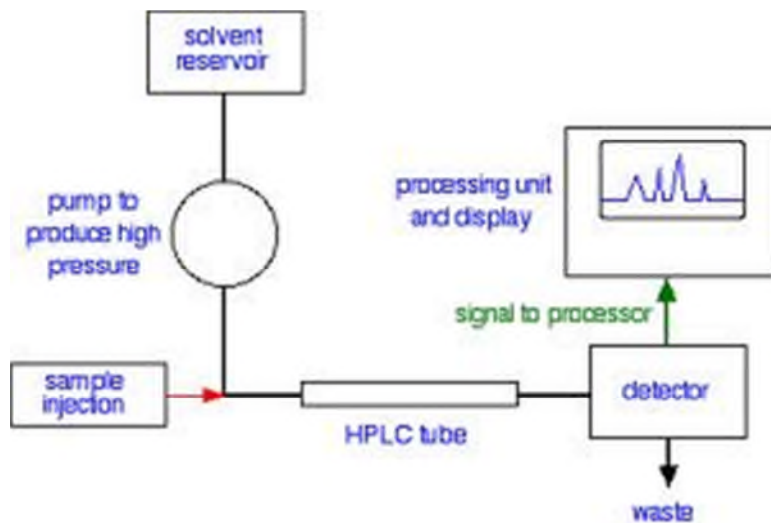 solvent
reservoir
pump to
produce high
pressure
processing unit
and display
signal to processor
sample
injection
HPLC tube
detector
waste